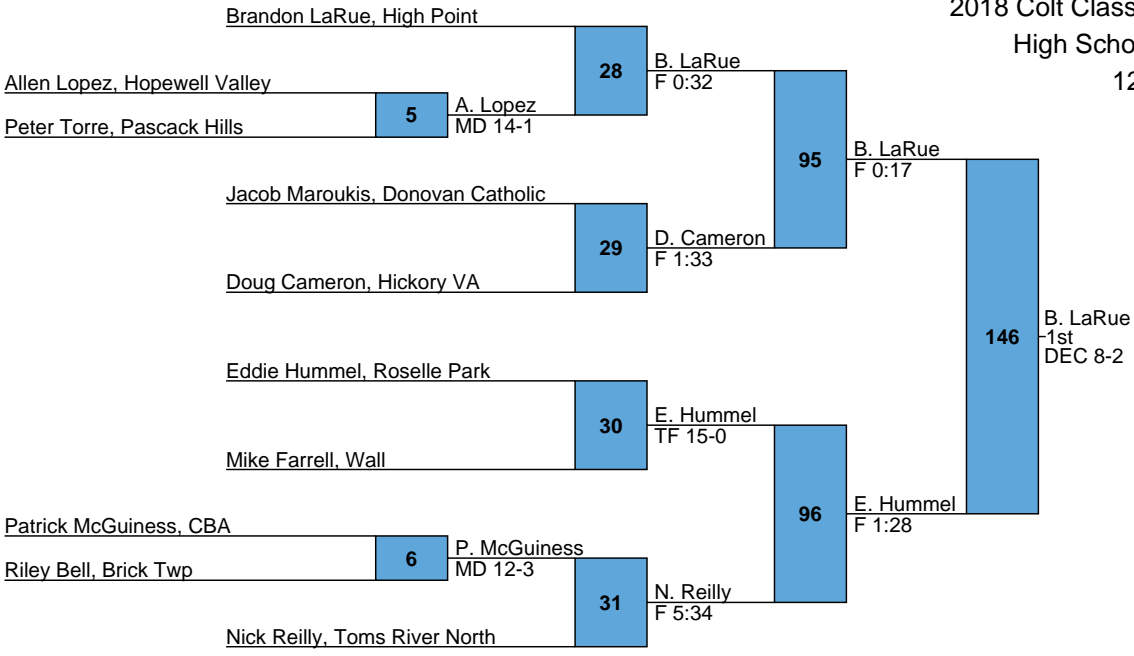 2018 Colt Class
High Scho
12
Brandon LaRue, High Point
28
B. LaRue
F 0:32
Allen Lopez, Hopewell Valley
5
A. Lopez
MD 14-1
Peter Torre, Pascack Hills
95
B. LaRue
F 0:17
Jacob Maroukis, Donovan Catholic
29
D. Cameron
F 1:33
Doug Cameron, Hickory VA
146
B. LaRue
1st
DEC 8-2
Eddie Hummel, Roselle Park
30
E. Hummel
TF 15-0
Mike Farrell, Wall
96
E. Hummel
F 1:28
Patrick McGuiness, CBA
6
P. McGuiness
MD 12-3
Riley Bell, Brick Twp
31
N. Reilly
F 5:34
Nick Reilly, Toms River North